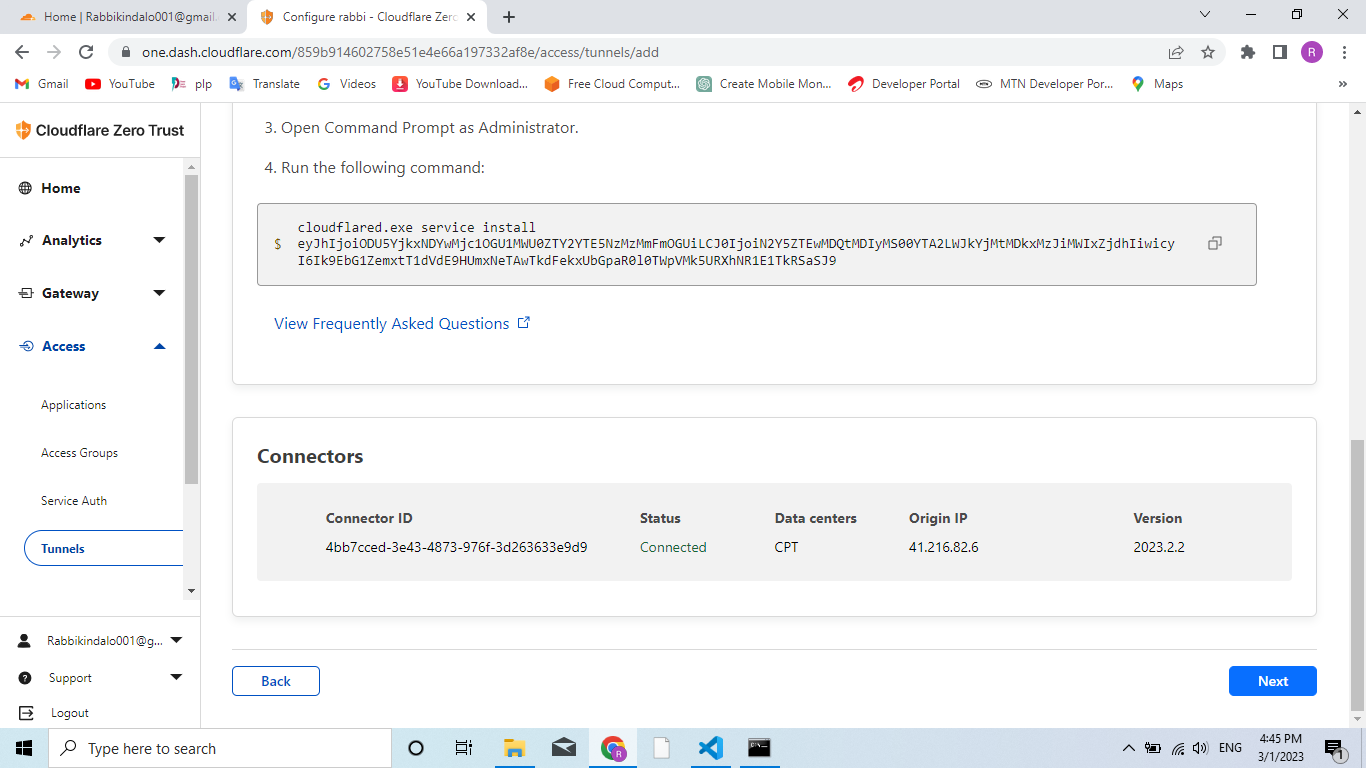 Home | Rabbikindalo001@gmail.
Configure rabbi - Cloudflare Zero
one.dash.cloudflare.com/859b914602758e51e4e66a197332af8e/access/tunnels/add
R
Gmail
YouTube
plp
Translate
Videos
YouTube Download...
Free Cloud Comput...
Create Mobile Mon...
Developer Portal
MTN Developer Por...
Maps
»
Cloudflare Zero Trust
Home
Analytics
Gateway
Access
Applications
Access Groups
Service Auth
Tunnels
Rabbikindalo001@g...
Support
Logout
3. Open Command Prompt as Administrator.
4. Run the following command:
$
cloudflared.exe service install
View Frequently Asked Questions
Connectors
Connector ID
Status
Data centers
Origin IP
Version
4bb7cced-3e43-4873-976f-3d263633e9d9
Connected
CPT
41.216.82.6
2023.2.2
Back
Next
Type here to search
R
ENG
4:45 PM
3/1/2023
1